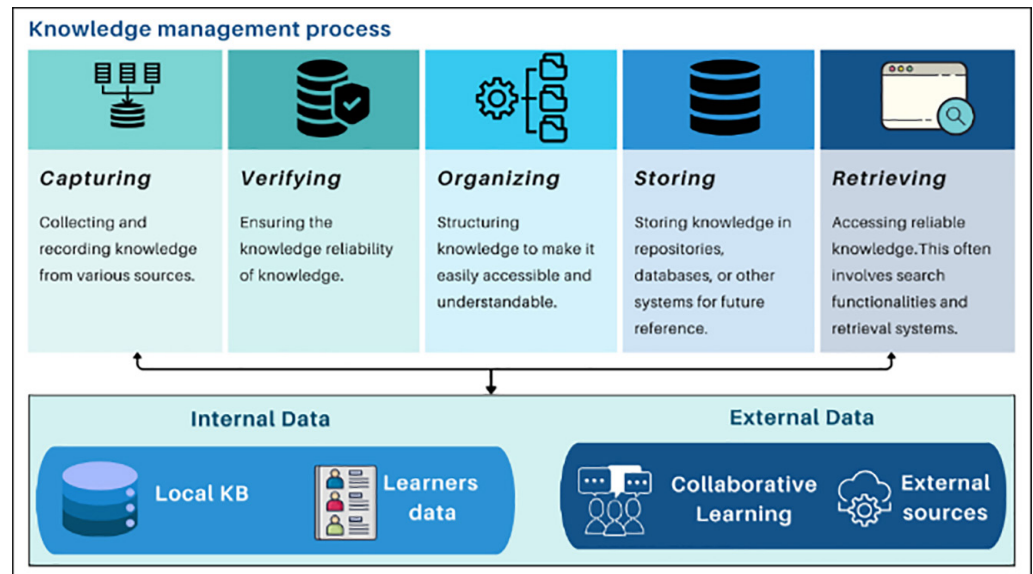 Knowledge management process
Capturing
Collecting and
recording knowledge
from various sources.
Verifying
Ensuring the
knowledge reliability
of knowledge.
Organizing
Structuring
knowledge to make it
easily accessible and
understandable.
Storing
Storing knowledge in
repositories,
databases, or other
systems for future
reference.
Retrieving
Accessing reliable
knowledge.This often
involves search
functionalities and
retrieval systems.
Internal Data
Local KB
Learners
data
External Data
Collaborative
Learning
External
sources